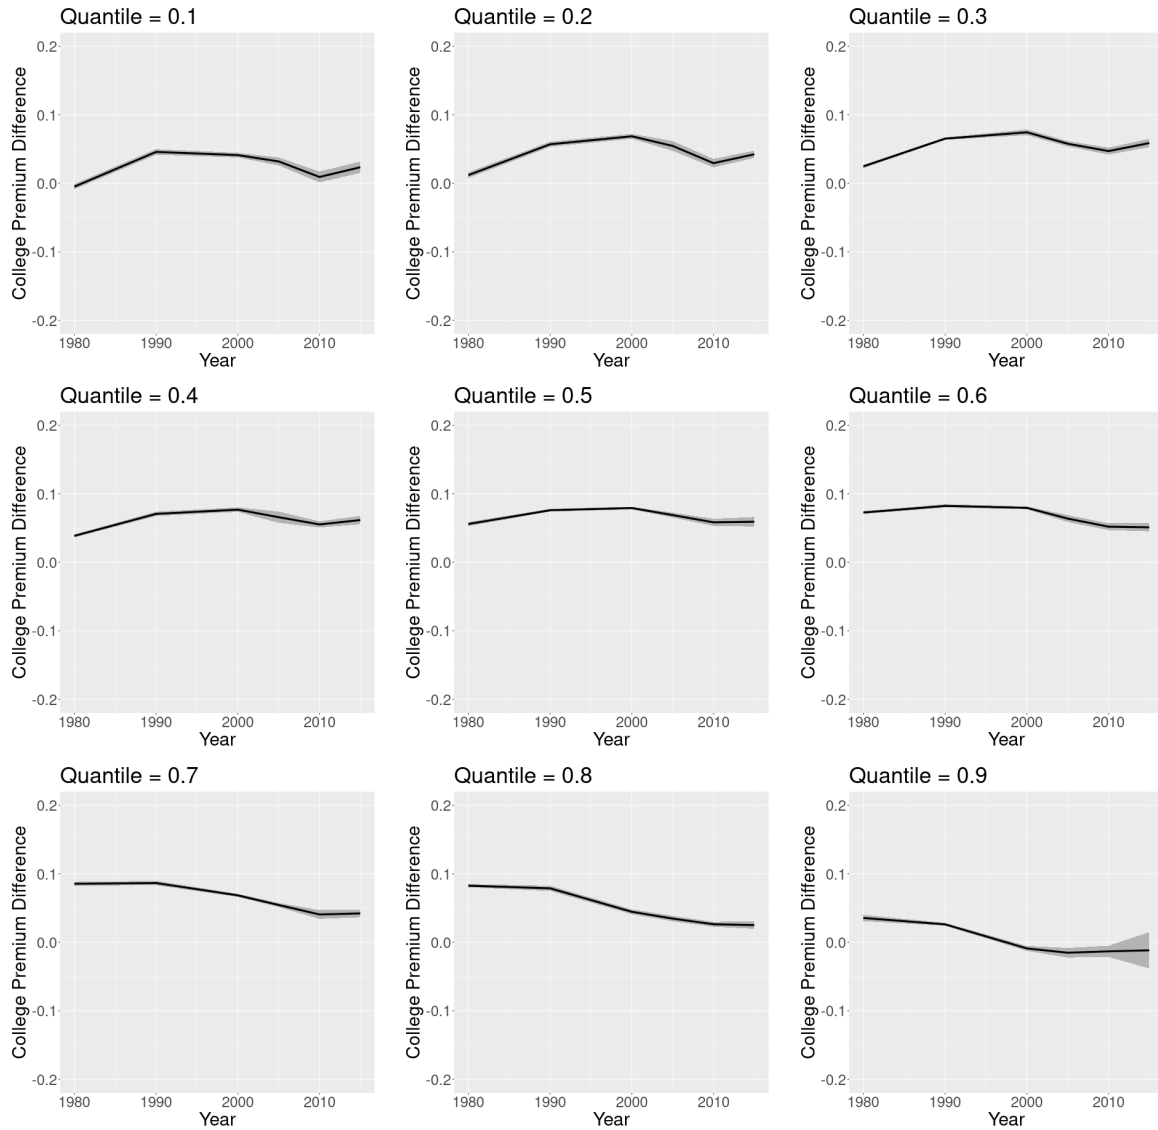 Quantile = 0.1
College Premium Difference
0.2
0.1
0.0
-0.1
-0.2
1980 1990 2000 2010
Year
Quantile = 0.2
College Premium Difference
0.2
0.1
0.0
-0.1
-0.2
1980 1990 2000 2010
Year
Quantile = 0.3
College Premium Difference
0.2
0.1
0.0
-0.1
-0.2
1980 1990 2000 2010
Year
Quantile = 0.4
College Premium Difference
0.2
0.1
0.0
-0.1
-0.2
1980 1990 2000 2010
Year
Quantile = 0.5
College Premium Difference
0.2
0.1
0.0
-0.1
-0.2
1980 1990 2000 2010
Year
Quantile = 0.6
College Premium Difference
0.2
0.1
0.0
-0.1
-0.2
1980 1990 2000 2010
Year
Quantile = 0.7
College Premium Difference
0.2
0.1
0.0
-0.1
-0.2
1980 1990 2000 2010
Year
Quantile = 0.8
College Premium Difference
0.2
0.1
0.0
-0.1
-0.2
1980 1990 2000 2010
Year
Quantile = 0.9
College Premium Difference
0.2
0.1
0.0
-0.1
-0.2
1980 1990 2000 2010
Year